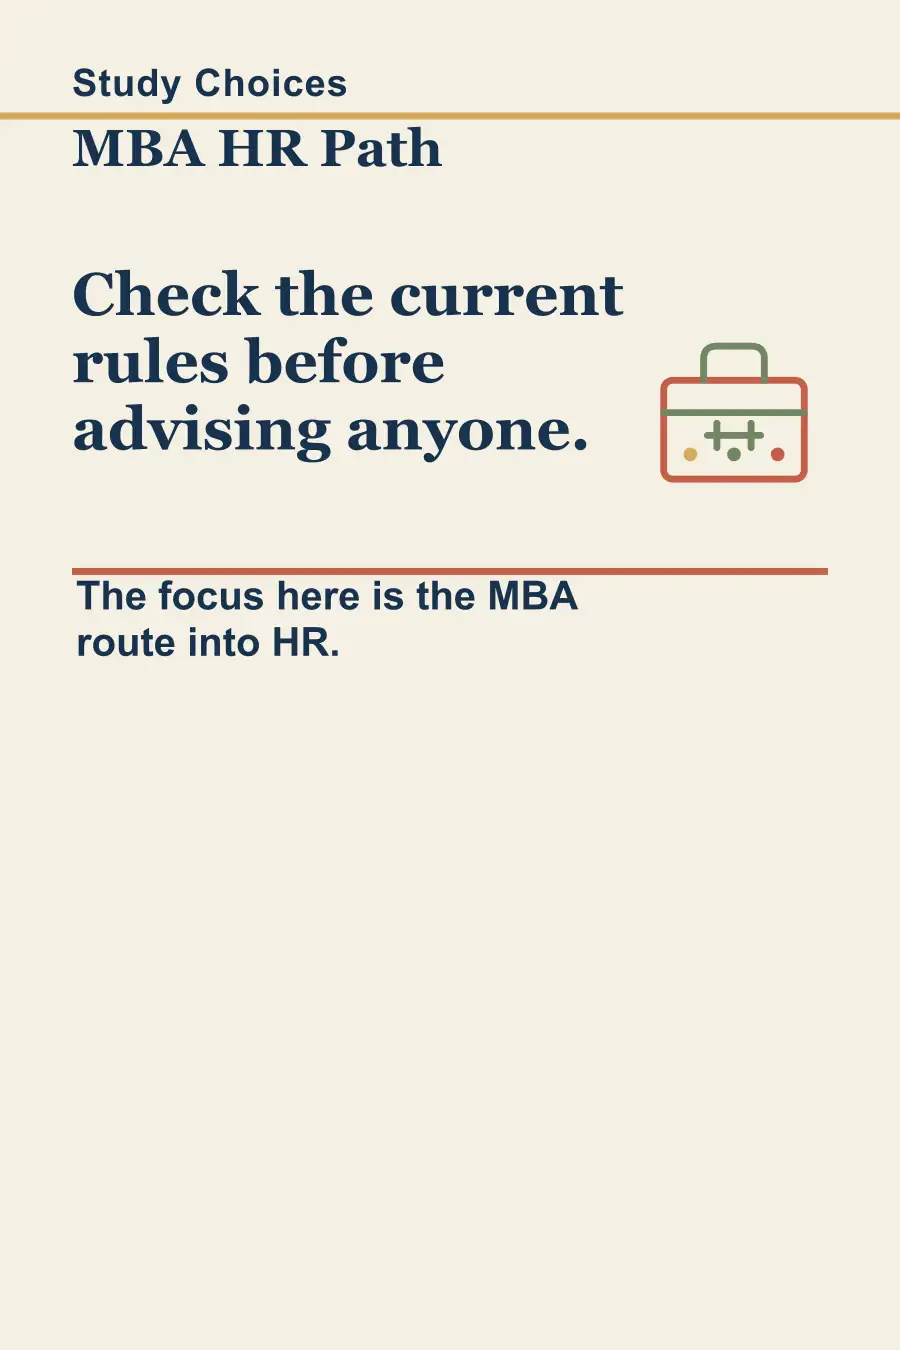 Study Choices
MBA HR Path
Check the current
rules before
advising anyone.
The focus here is the MBA
route into HR.